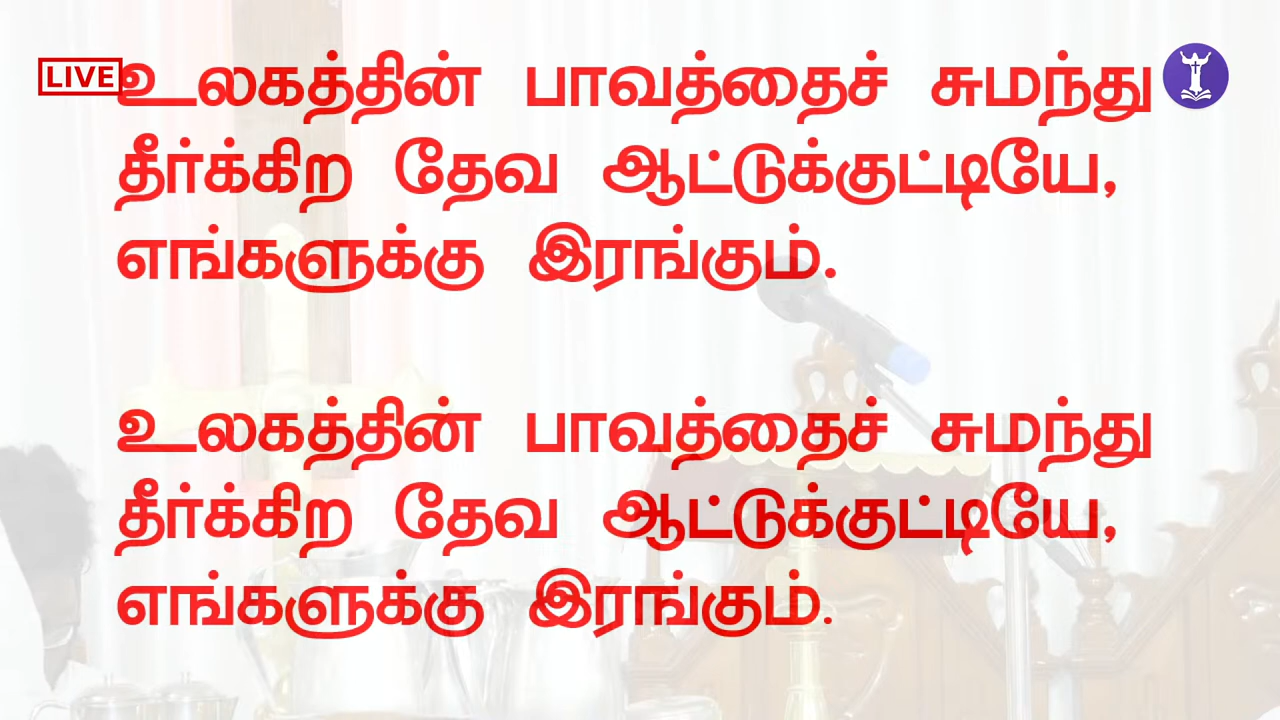 LIVE
உலகத்தின் பாவத்தைச் சுமந்து
தீர்க்கிற தேவ ஆட்டுக்குட்டியே,
எங்களுக்கு இரங்கும்.
உலகத்தின் பாவத்தைச் சுமந்து
தீர்க்கிற தேவ ஆட்டுக்குட்டியே,
எங்களுக்கு இரங்கும்.